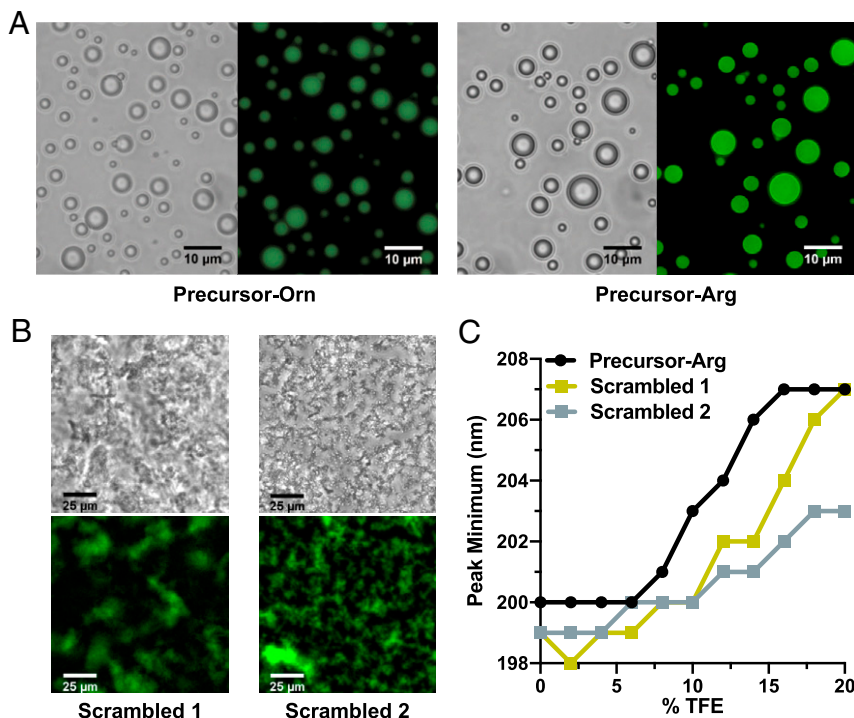 A
10 µm
10 µm
10 µm
10 µm
Precursor-Orn
Precursor-Arg
B
25 µm
25 µm
25 µm
25 µm
Scrambled 1
Scrambled 2
C
Precursor-Arg
Scrambled 1
Scrambled 2
208
206
204
202
200
198
Peak Minimum (nm)
0
5
10
15
20
% TFE